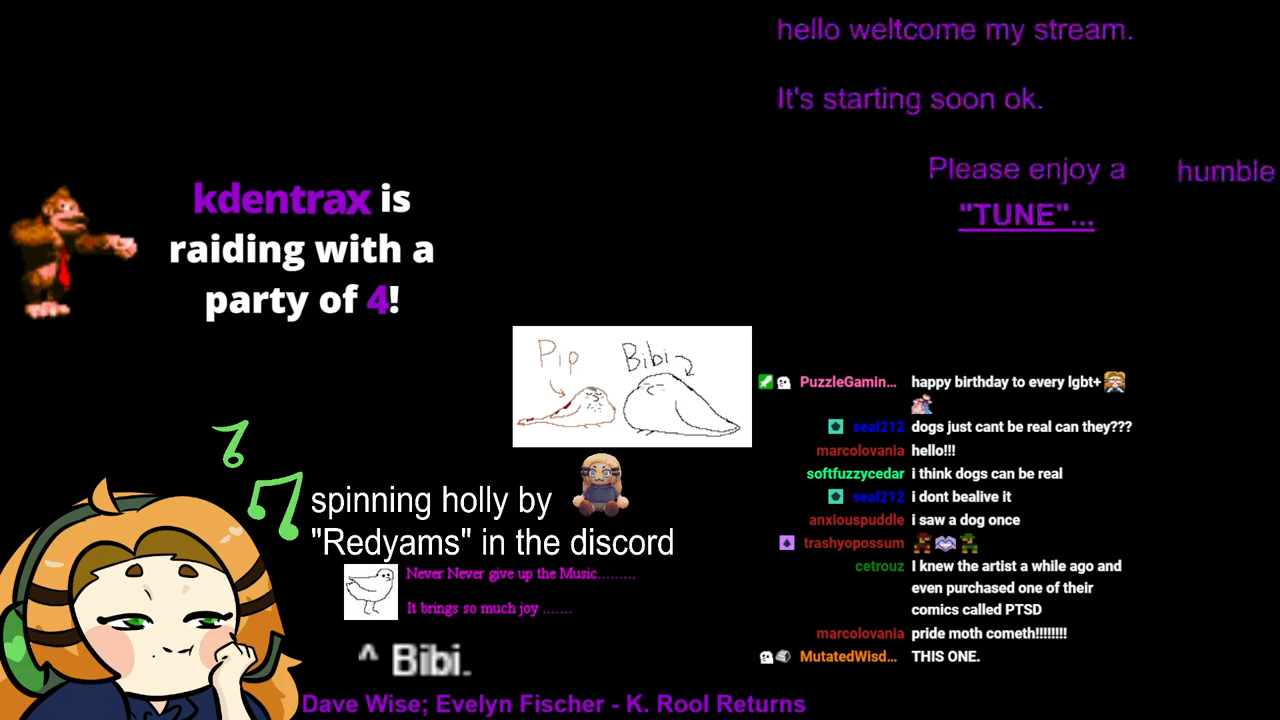 hello weltcome my stream.
It's starting soon ok.
Please enjoy a humble
"TUNE"...
kdentrax is
raiding with a
party of 4!
Pip
Bibi
PuzzleGamin... happy birthday to every lgbt+
seal212 dogs just cant be real can they???
marcolovania hello!!!
softfuzzycedar i think dogs can be real
seal212 i dont bealive it
anxiouspuddle i saw a dog once
trashyopossum
cetrouz I knew the artist a while ago and
even purchased one of their
comics called PTSD
marcolovania pride moth cometh!!!!!!!!
MutatedWisd... THIS ONE.
spinning holly by
"Redyams" in the discord
Never Never give up the Music.........
It brings so much joy .......
^ Bibi.
Dave Wise; Evelyn Fischer - K. Rool Returns